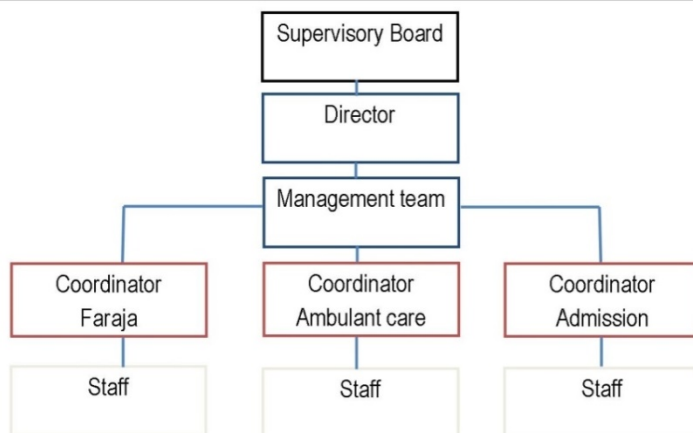 Supervisory Board
Director
Management team
Coordinator
Faraja
Coordinator
Ambulant care
Coordinator
Admission
Staff
Staff
Staff